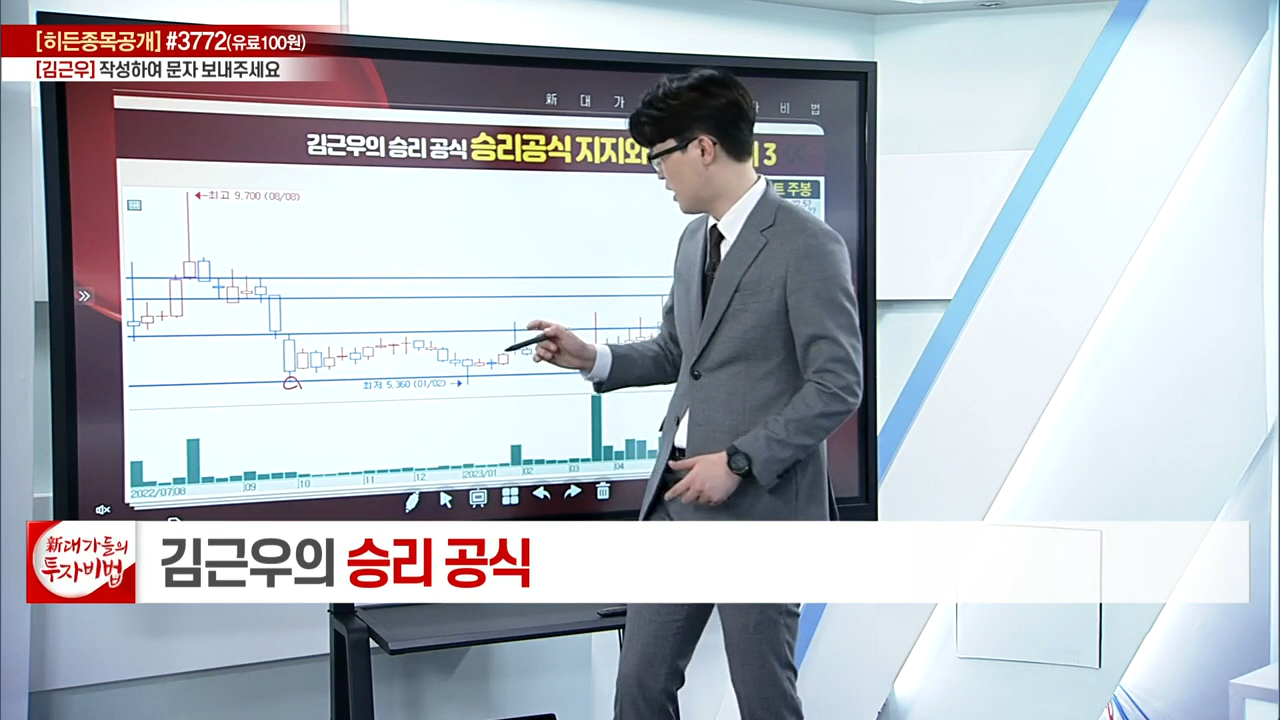 [히든종목공개] #3772(유료100원)
[김근우] 작성하여 문자 보내주세요
新 대 가 비 법
김근우의 승리 공식 승리공식 지지와 3
트 주봉
최고 9,700 (08/08)
최저 5,360 (01/02)
2022/07 08 09 10 11 12 2023/01 02 03 04
新대가들의
투자비법
김근우의 승리 공식